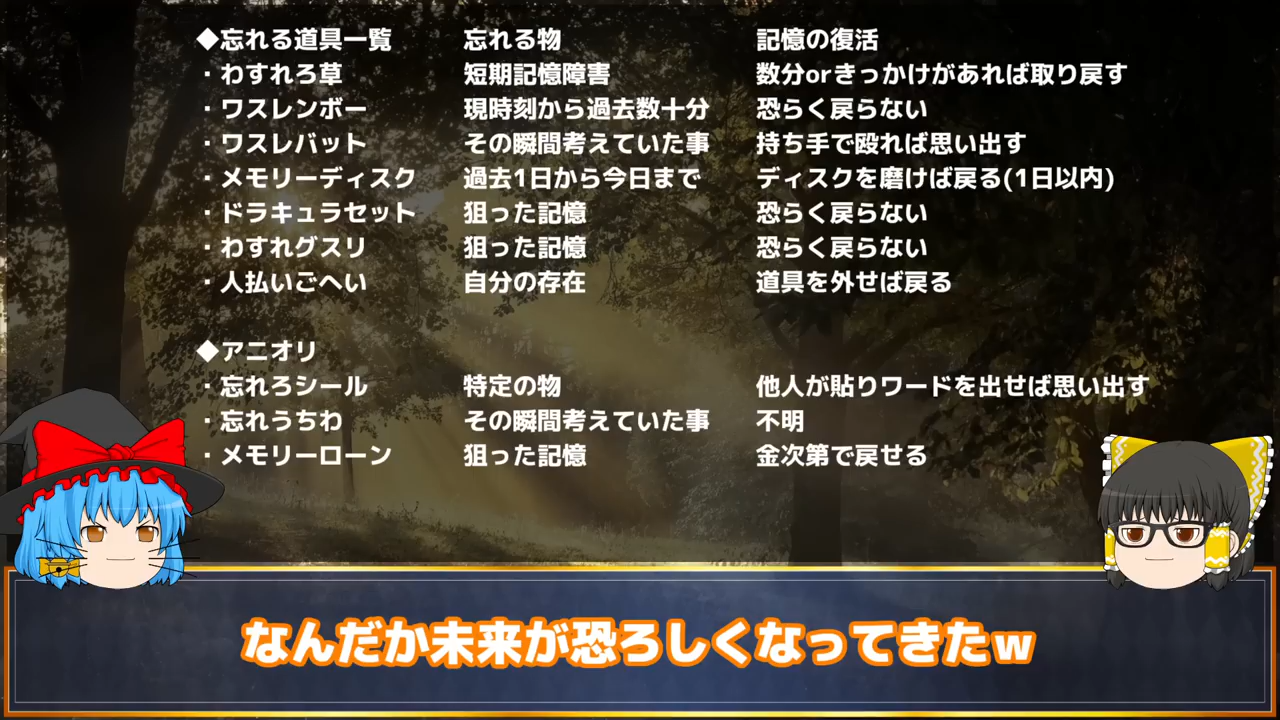 ◆忘れる道具一覧 忘れる物 記憶の復活
・わすれろ草 短期記憶障害 数分orきっかけがあれば取り戻す
・ワスレンボー 現時刻から過去数十分 恐らく戻らない
・ワスレバット その瞬間考えていた事 持ち手で殴れば思い出す
・メモリーディスク 過去1日から今日まで ディスクを磨けば戻る(1日以内)
・ドラキュラセット 狙った記憶 恐らく戻らない
・わすれグスリ 狙った記憶 恐らく戻らない
・人払いごへい 自分の存在 道具を外せば戻る
◆アニオリ
・忘れろシール 特定の物 他人が貼りワードを出せば思い出す
・忘れうちわ その瞬間考えていた事 不明
・メモリーローン 狙った記憶 金次第で戻せる
なんだか未来が恐ろしくなってきたw